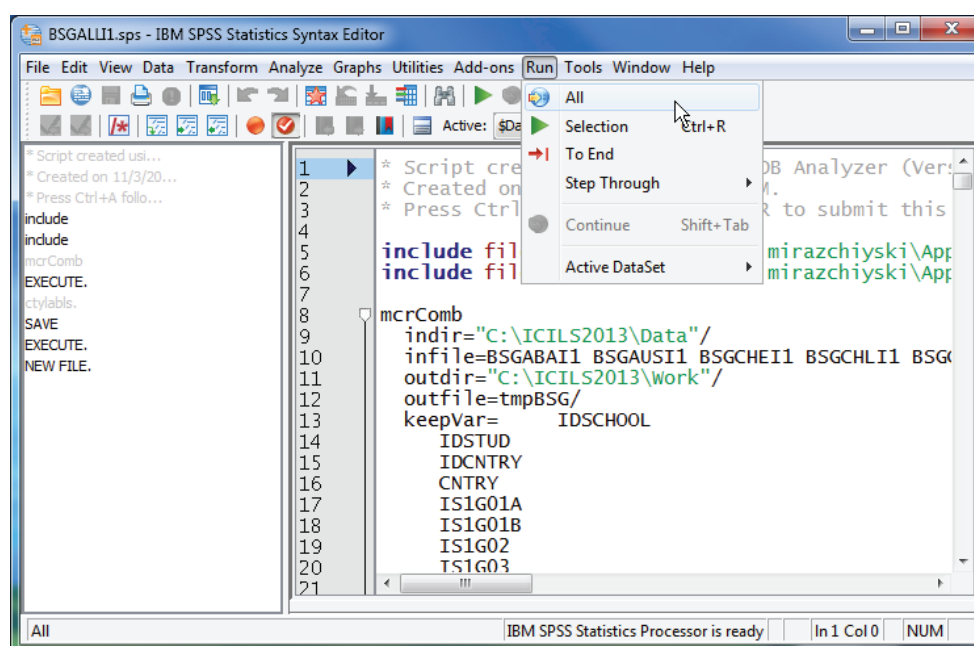 BSGALLI1.sps - IBM SPSS Statistics Syntax Editor
File Edit View Data Transform Analyze Graphs Utilities Add-ons Run Tools Window Help
All
Selection Ctrl+R
To End
Step Through
Continue Shift+Tab
Active DataSet
Active: $Da
* Script created usi...
* Created on 11/3/20...
* Press Ctrl+A follo...
include
include
mcrComb
EXECUTE.
ctylabls.
SAVE
EXECUTE.
NEW FILE.
1 * Script cre DB Analyzer (Vers
2 * Created on M.
3 * Press Ctrl R to submit this
4
5 include fil mirazchiyski\App
6 include fil mirazchiyski\App
7
8 mcrComb
9 indir="C:\ICILS2013\Data"/
10 infile=BSGABAI1 BSGAUSI1 BSGCHEI1 BSGCHLI1 BSG
11 outdir="C:\ICILS2013\Work"/
12 outfile=tmpBSG/
13 keepVar= IDSCHOOL
14 IDSTUD
15 IDCNTRY
16 CNTRY
17 IS1G01A
18 IS1G01B
19 IS1G02
20 IS1G03
21
All IBM SPSS Statistics Processor is ready In 1 Col 0 NUM